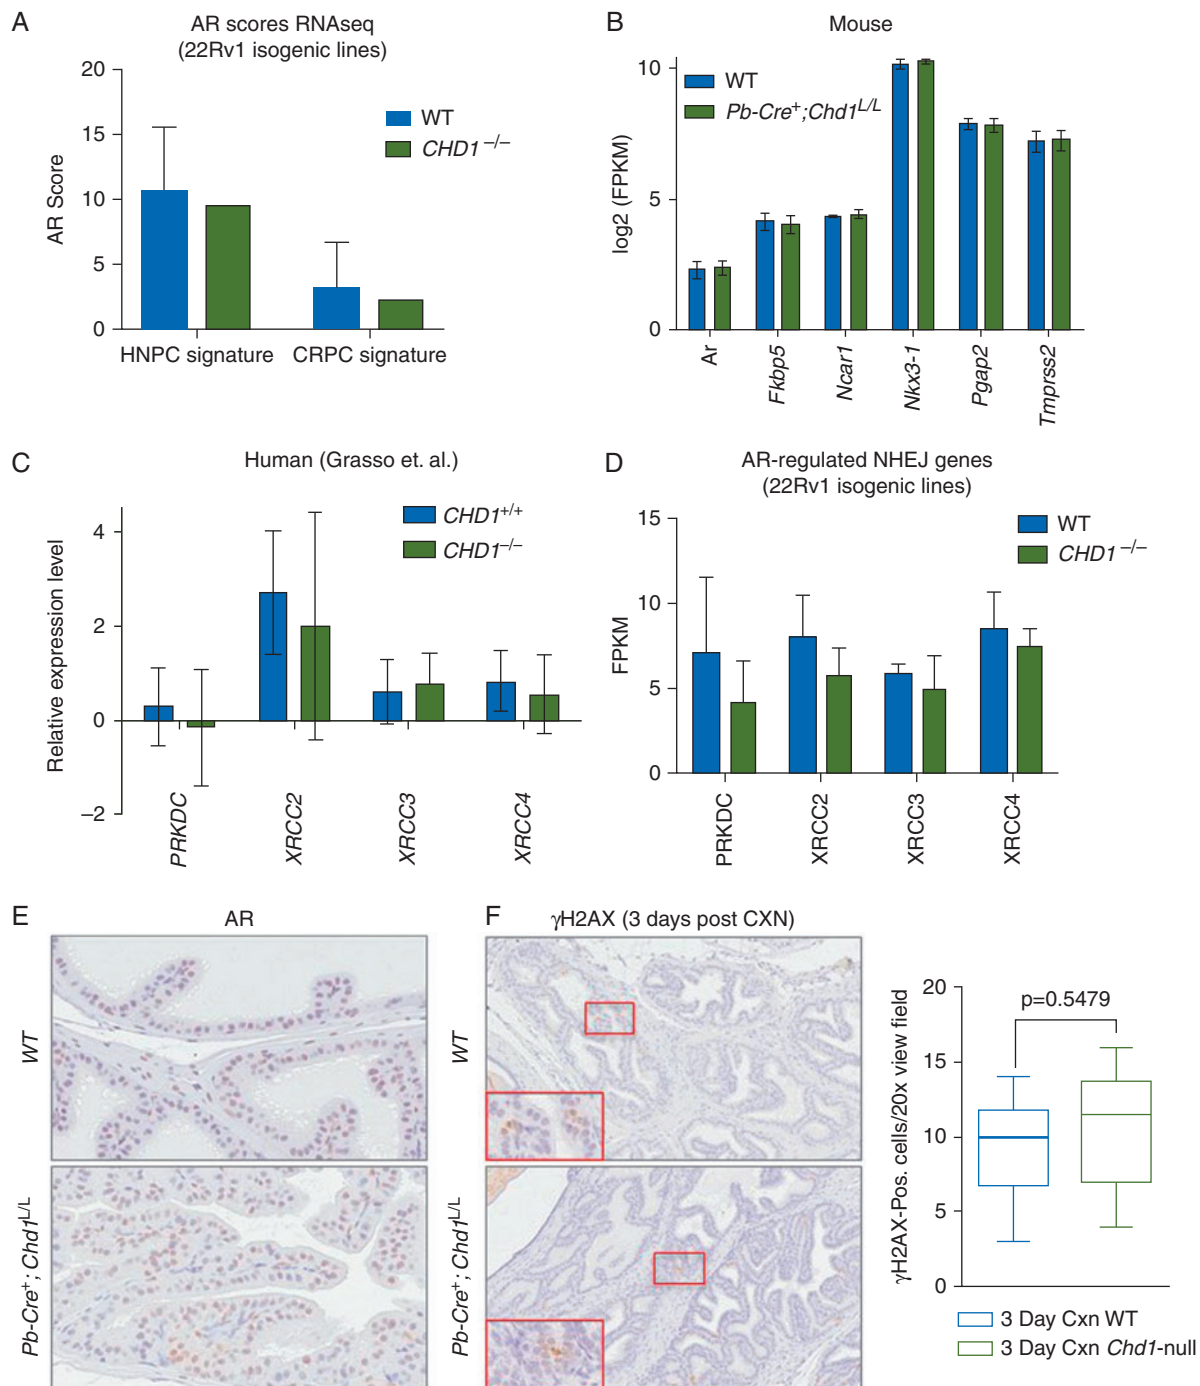 A
AR scores RNAseq
(22Rv1 isogenic lines)
20
15
10
5
0
AR Score
WT
CHD1 −/−
HNPC signature
CRPC signature
B
Mouse
10
5
0
log2 (FPKM)
WT
Pb-Cre+;Chd1L/L
Ar
Fkbp5
Ncar1
Nkx3-1
Pgap2
Tmprss2
C
Human (Grasso et. al.)
4
2
0
−2
Relative expression level
CHD1+/+
CHD1−/−
PRKDC
XRCC2
XRCC3
XRCC4
D
AR-regulated NHEJ genes
(22Rv1 isogenic lines)
15
10
5
0
FPKM
WT
CHD1 −/−
PRKDC
XRCC2
XRCC3
XRCC4
E
AR
WT
Pb-Cre+; Chd1L/L
F
γH2AX (3 days post CXN)
WT
Pb-Cre+; Chd1L/L
20
15
10
5
0
γH2AX-Pos. cells/20x view field
p=0.5479
3 Day Cxn WT
3 Day Cxn Chd1-null